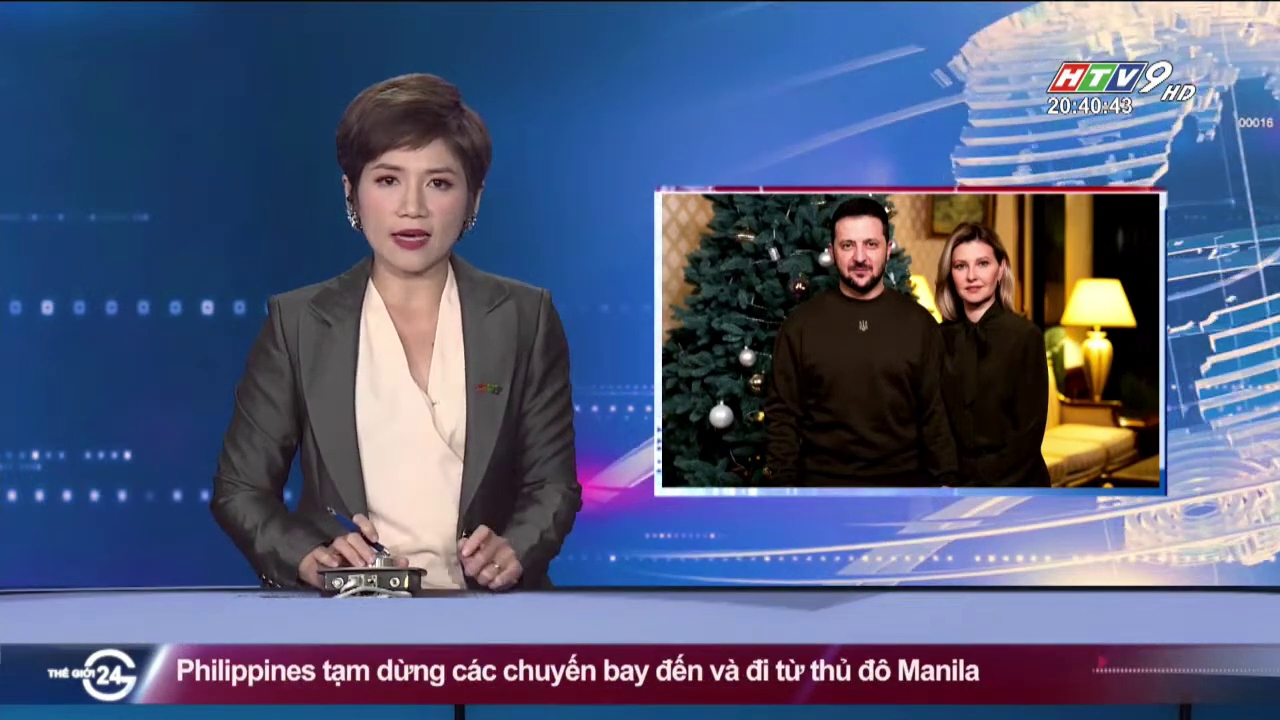 HTV9 HD
20:40:43
00016
THẾ GIỚI 24G
Philippines tạm dừng các chuyến bay đến và đi từ thủ đô Manila